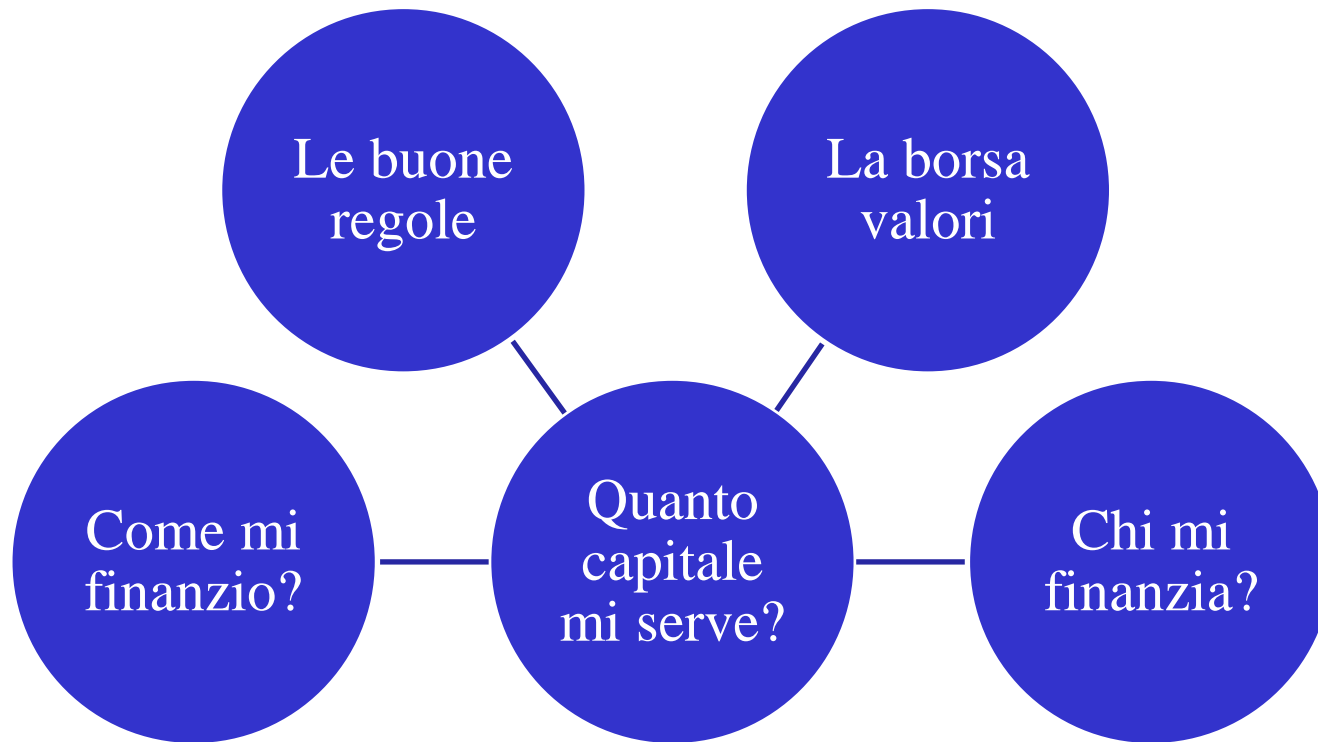 Le buone
regole
La borsa
valori
Come mi
finanzio?
Quanto
capitale
mi serve?
Chi mi
finanzia?